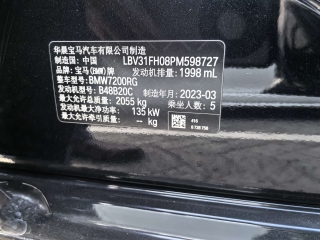 华晨宝马汽车有限公司制造
制造国：中国 LBV31FH08PM598727
品牌：宝马(BMW)牌 发动机排量：1998 mL
整车型号：BMW7200RG
发动机型号：B48B20C 制造年月：2023-03
最大允许总质量：2055 kg 乘坐人数：5
发动机最大净功率：135 kW
最大允许牵引质量：- kg